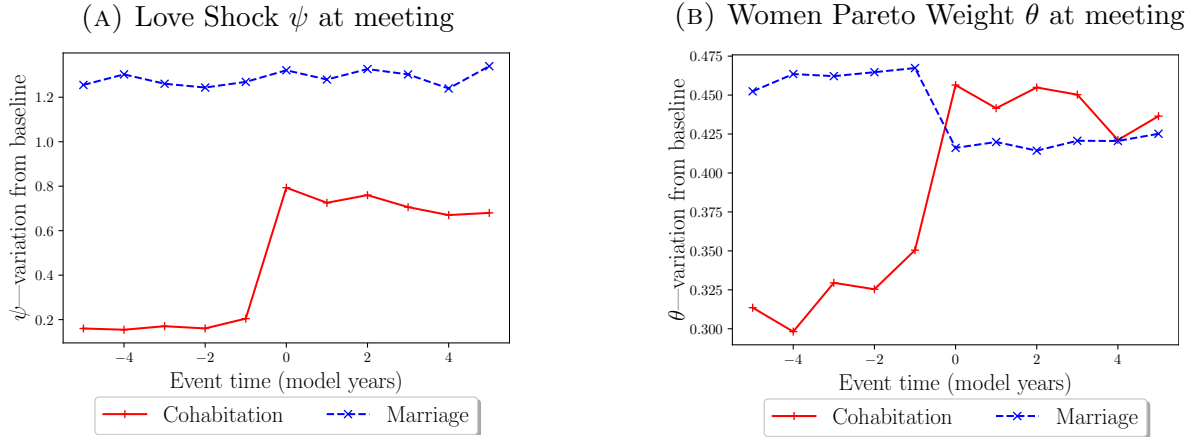 (A) Love Shock ψ at meeting
1.2
1.0
0.8
0.6
0.4
0.2
ψ—variation from baseline
−4
−2
0
2
4
Event time (model years)
Cohabitation
Marriage
(B) Women Pareto Weight θ at meeting
0.475
0.450
0.425
0.400
0.375
0.350
0.325
0.300
θ—variation from baseline
−4
−2
0
2
4
Event time (model years)
Cohabitation
Marriage